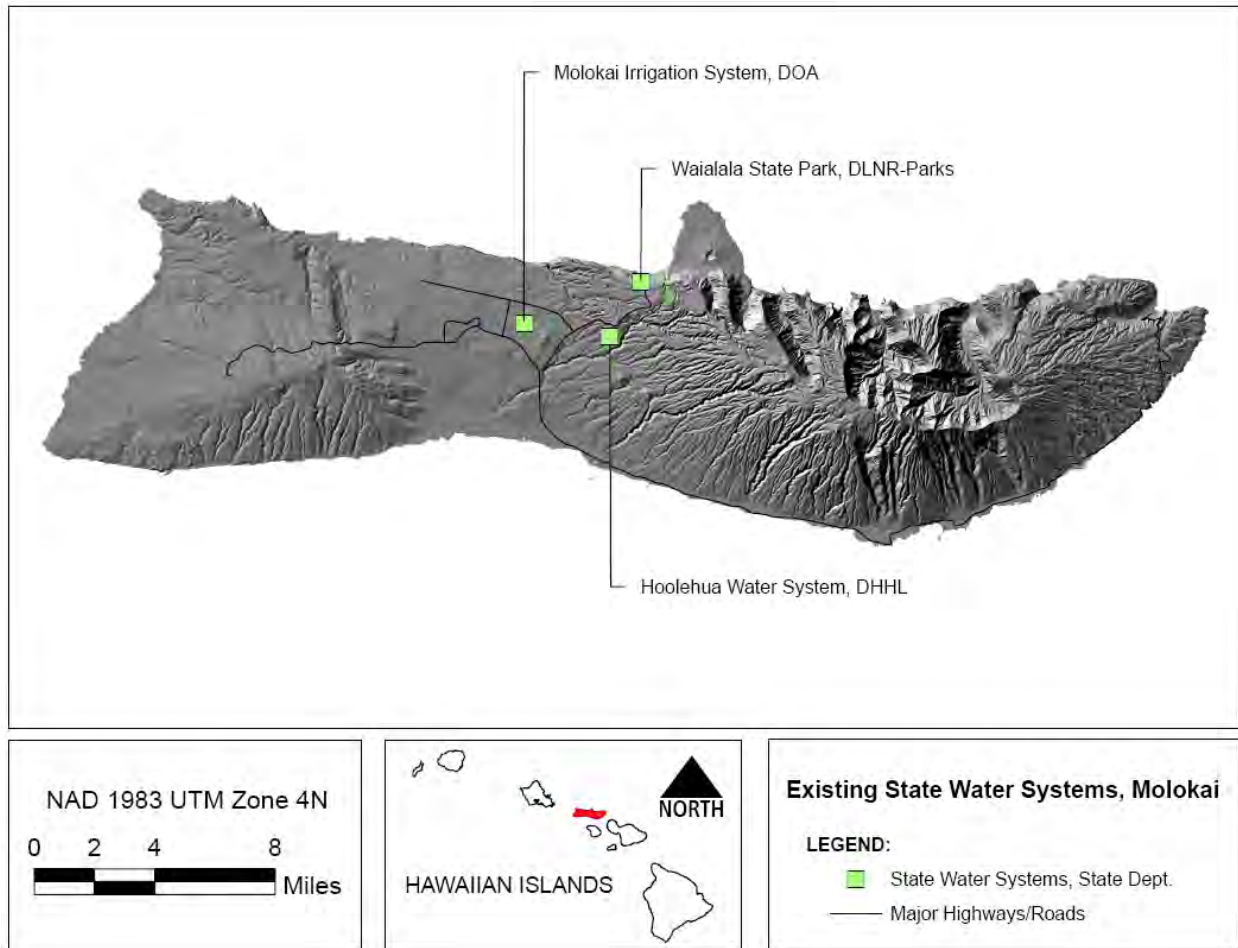 Molokai Irrigation System, DOA
Waialala State Park, DLNR-Parks
Hoolehua Water System, DHHL
NAD 1983 UTM Zone 4N
0 2 4 8
Miles
NORTH
HAWAIIAN ISLANDS
Existing State Water Systems, Molokai
LEGEND:
State Water Systems, State Dept.
Major Highways/Roads